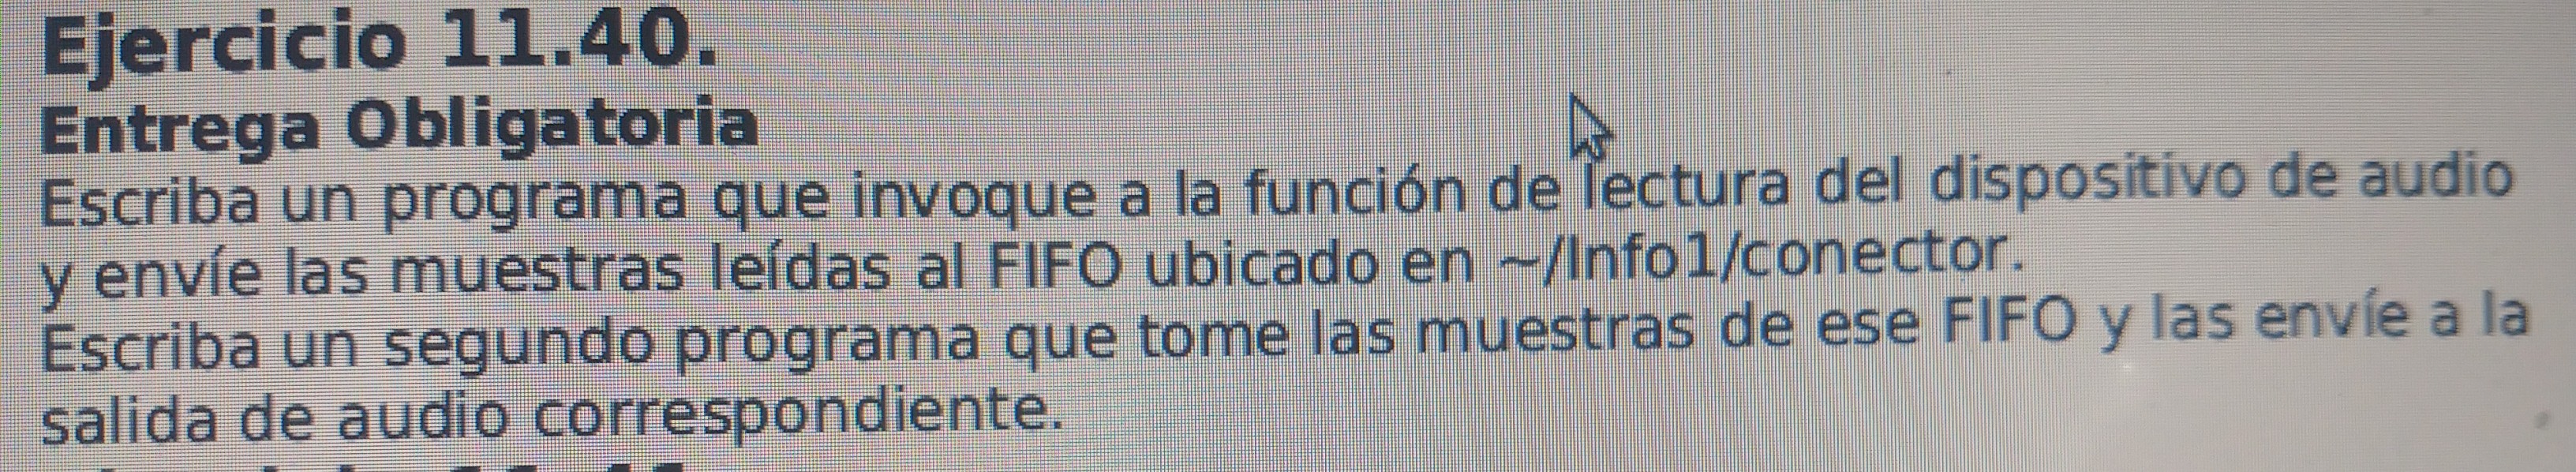 Ejercicio 11.40.
Entrega Obligatoria
Escriba un programa que invoque a la función de lectura del dispositivo de audio
y envíe las muestras leídas al FIFO ubicado en ~/Info1/conector.
Escriba un segundo programa que tome las muestras de ese FIFO y las envíe a la
salida de audio correspondiente.